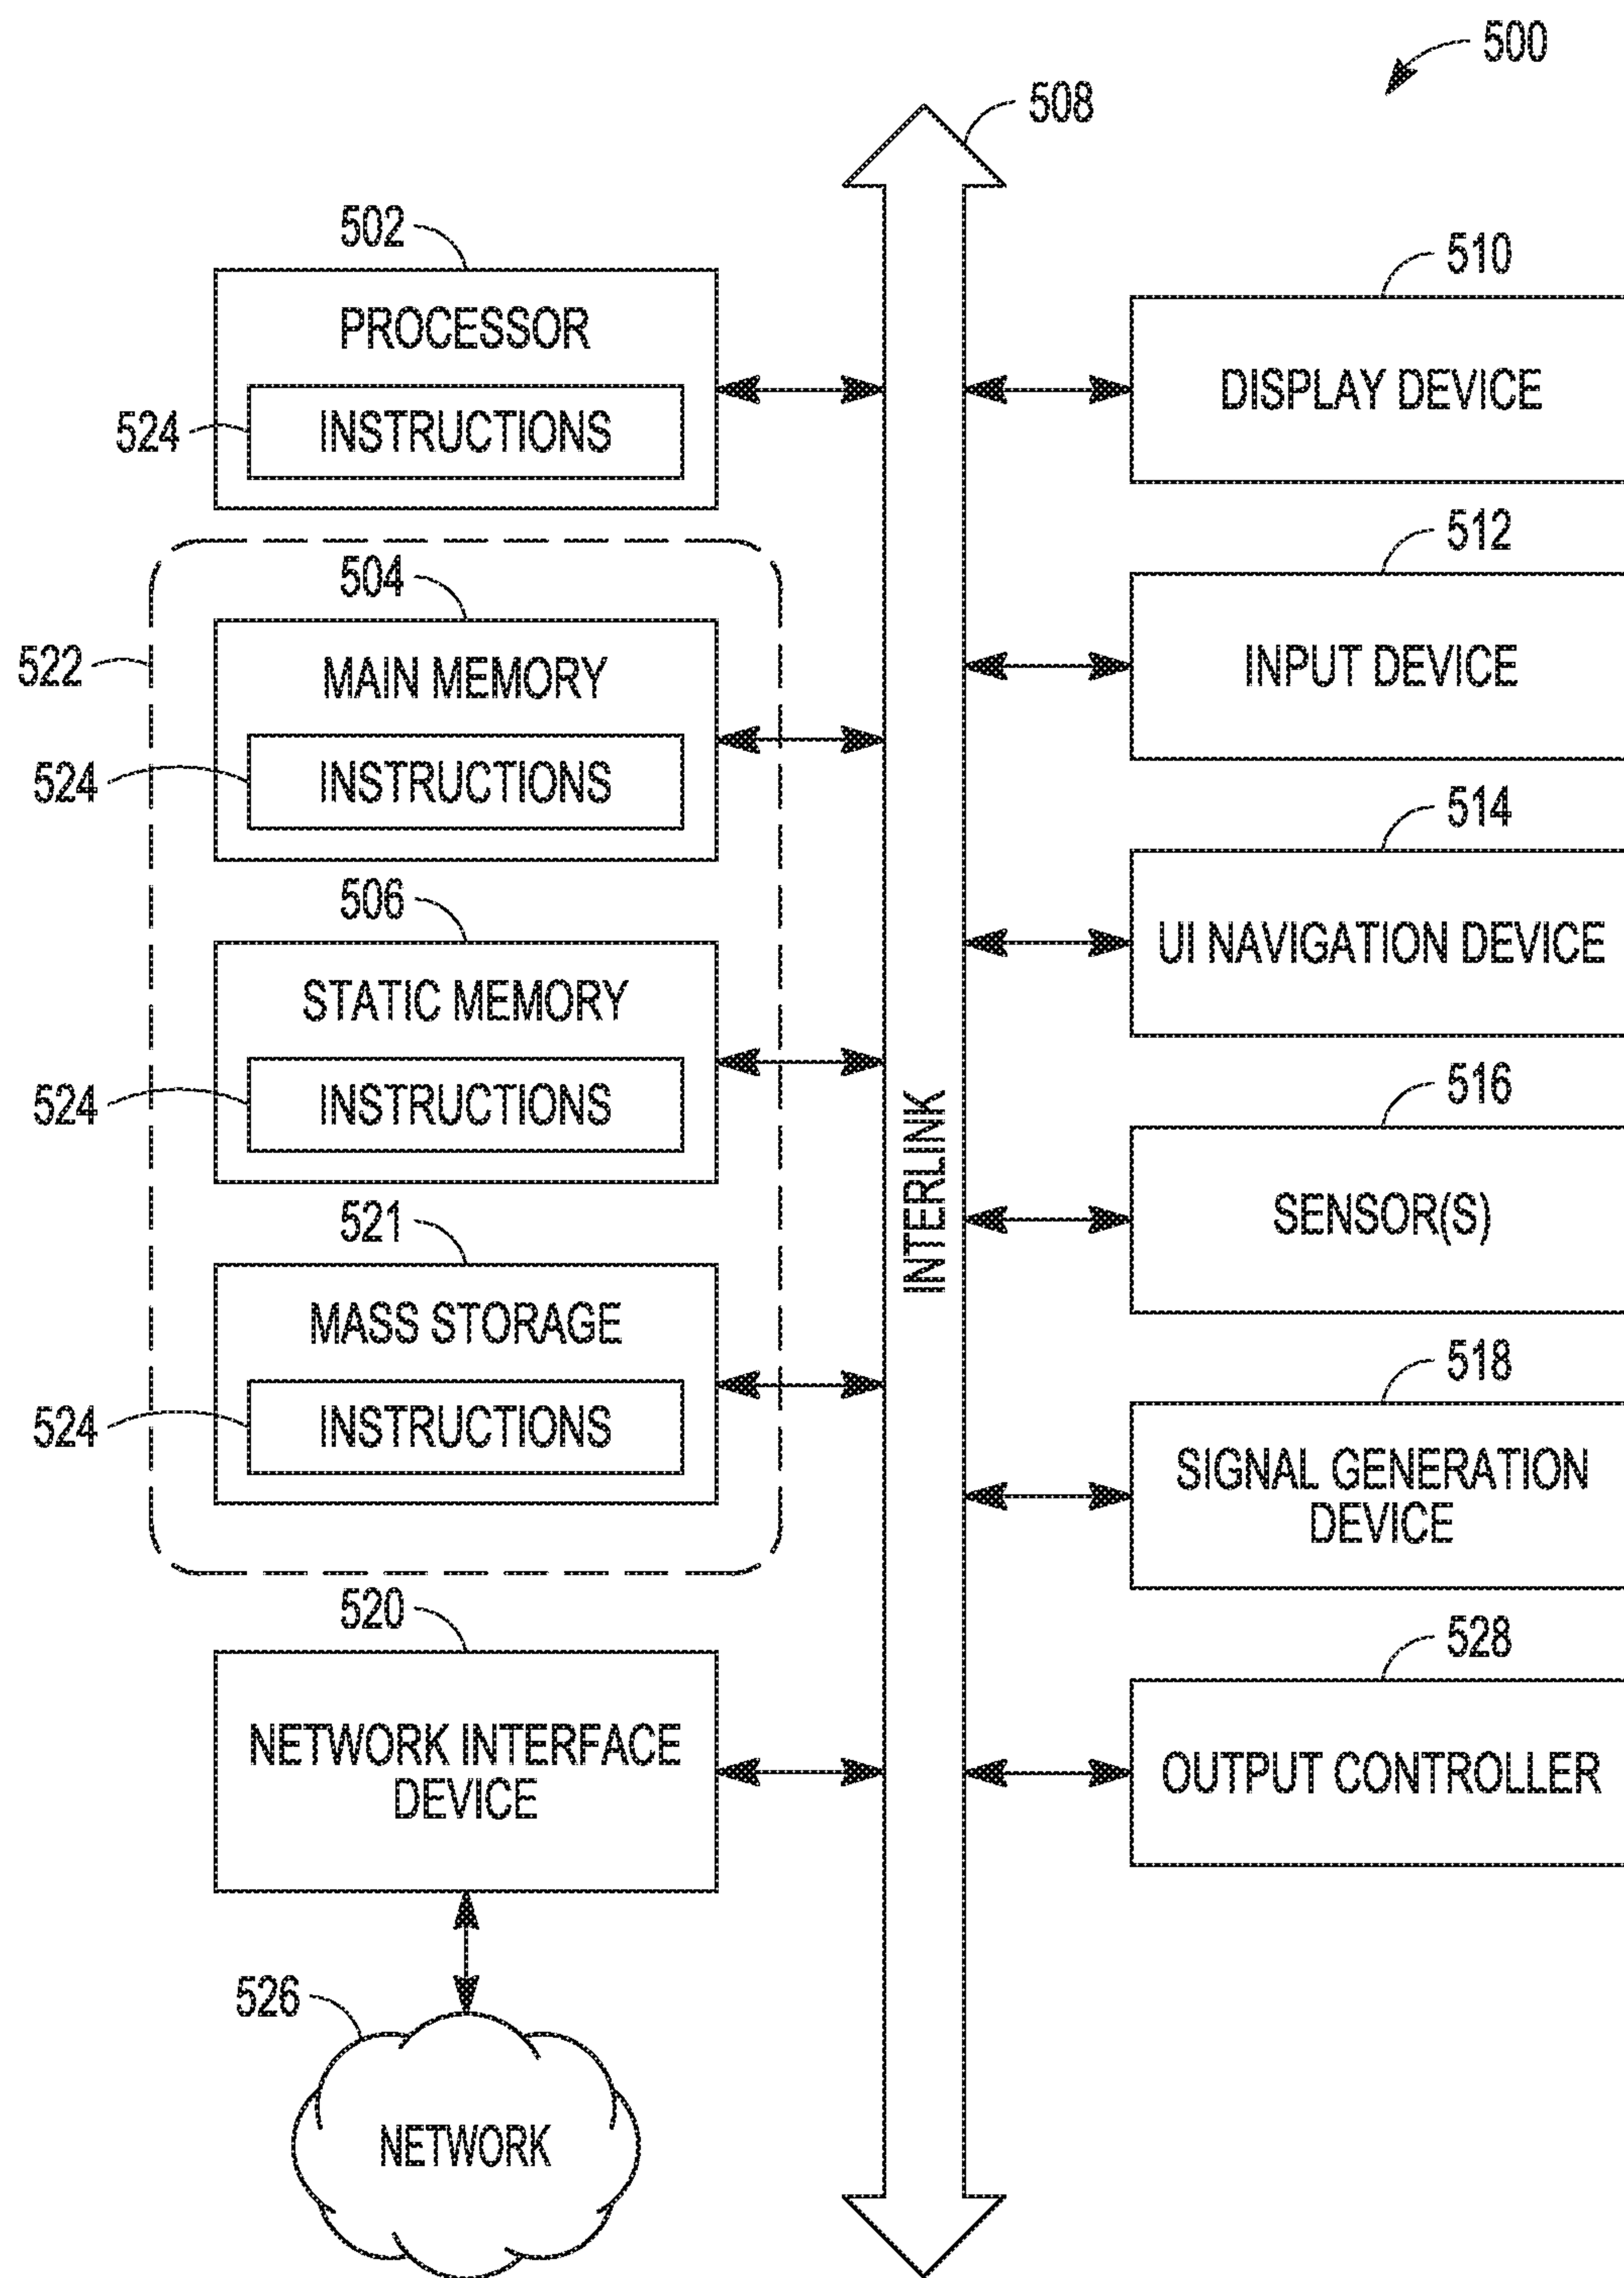 500
508
502
PROCESSOR
524
INSTRUCTIONS
522
504
MAIN MEMORY
524
INSTRUCTIONS
506
STATIC MEMORY
524
INSTRUCTIONS
521
MASS STORAGE
524
INSTRUCTIONS
520
NETWORK INTERFACE
DEVICE
526
NETWORK
INTERLINK
510
DISPLAY DEVICE
512
INPUT DEVICE
514
UI NAVIGATION DEVICE
516
SENSOR(S)
518
SIGNAL GENERATION
DEVICE
528
OUTPUT CONTROLLER